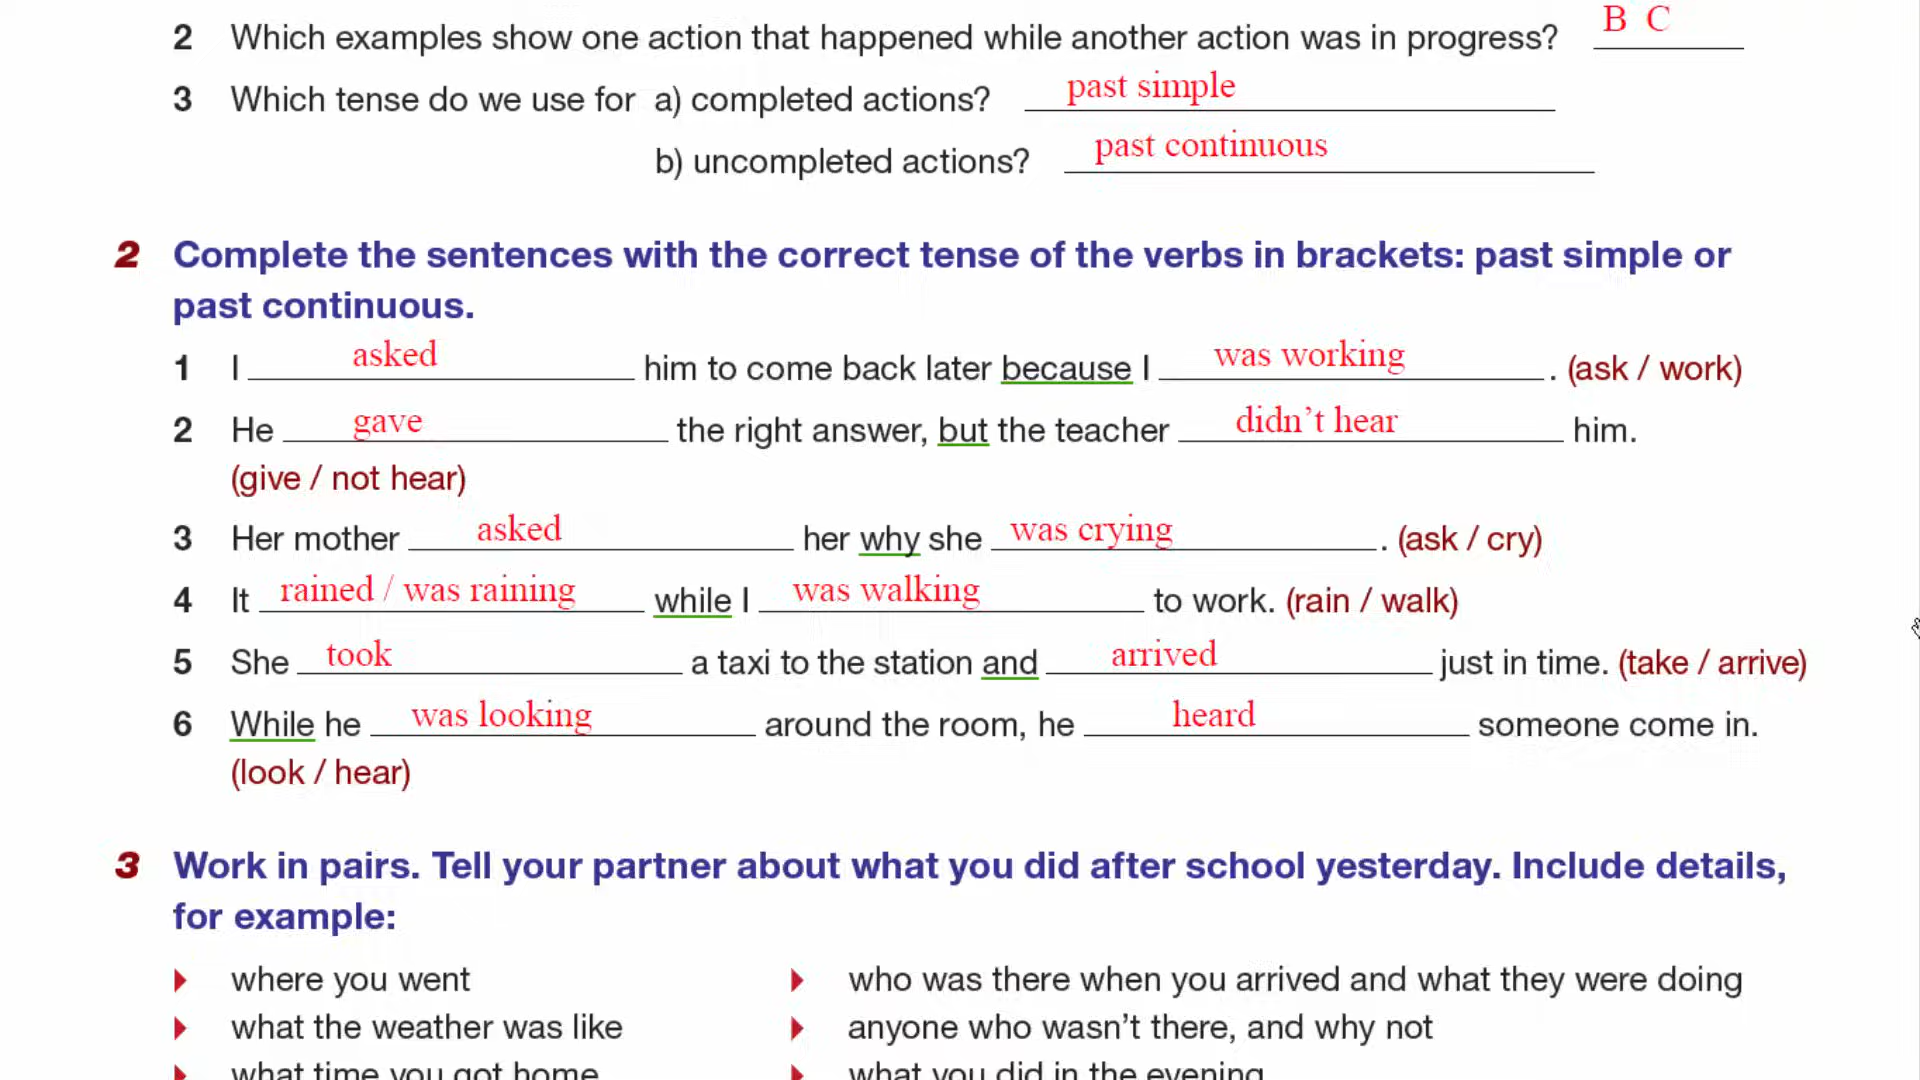 2 Which examples show one action that happened while another action was in progress? B C
3 Which tense do we use for a) completed actions? past simple
b) uncompleted actions? past continuous
2 Complete the sentences with the correct tense of the verbs in brackets: past simple or
past continuous.
1 I asked him to come back later because I was working . (ask / work)
2 He gave the right answer, but the teacher didn’t hear him.
(give / not hear)
3 Her mother asked her why she was crying . (ask / cry)
4 It rained / was raining while I was walking to work. (rain / walk)
5 She took a taxi to the station and arrived just in time. (take / arrive)
6 While he was looking around the room, he heard someone come in.
(look / hear)
3 Work in pairs. Tell your partner about what you did after school yesterday. Include details,
for example:
where you went
who was there when you arrived and what they were doing
what the weather was like
anyone who wasn’t there, and why not
what time you got home
what you did in the evening